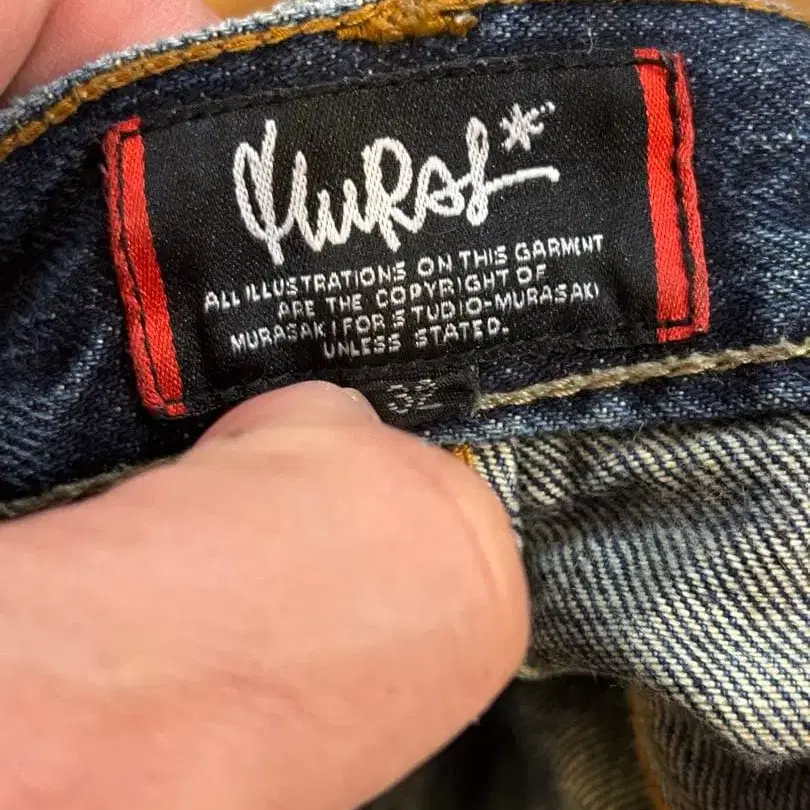 ALL ILLUSTRATIONS ON THIS GARMENT
ARE THE COPYRIGHT OF
MURASAKI FOR STUDIO-MURASAKI
UNLESS STATED.
32